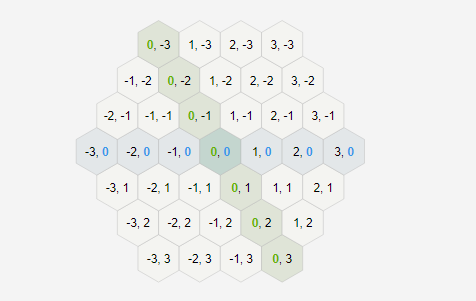 0, -3 1, -3 2, -3 3, -3
-1, -2 0, -2 1, -2 2, -2 3, -2
-2, -1 -1, -1 0, -1 1, -1 2, -1 3, -1
-3, 0 -2, 0 -1, 0 0, 0 1, 0 2, 0 3, 0
-3, 1 -2, 1 -1, 1 0, 1 1, 1 2, 1
-3, 2 -2, 2 -1, 2 0, 2 1, 2
-3, 3 -2, 3 -1, 3 0, 3